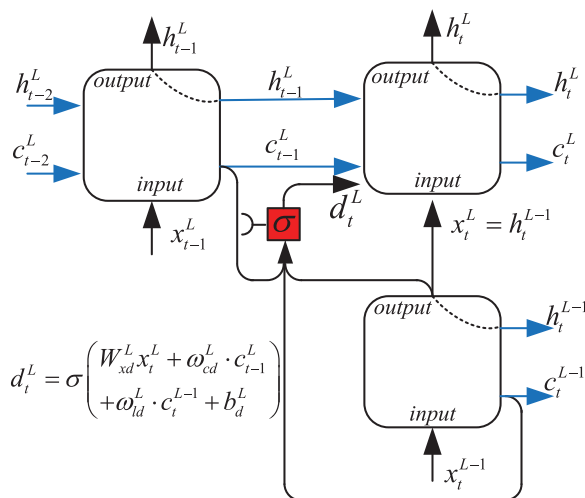 h_{t-1}^{L} h_t^{L}
output output
h_{t-2}^{L} h_{t-1}^{L} h_t^{L}
c_{t-2}^{L} c_{t-1}^{L} c_t^{L}
input input
σ d_t^{L}
x_{t-1}^{L} x_t^{L} = h_t^{L-1}
output
h_t^{L-1}
d_t^{L} = σ ( W_{xd}^{L} x_t^{L} + ω_{cd}^{L} · c_{t-1}^{L}
+ ω_{ld}^{L} · c_t^{L-1} + b_d^{L} )
c_t^{L-1}
input
x_t^{L-1}